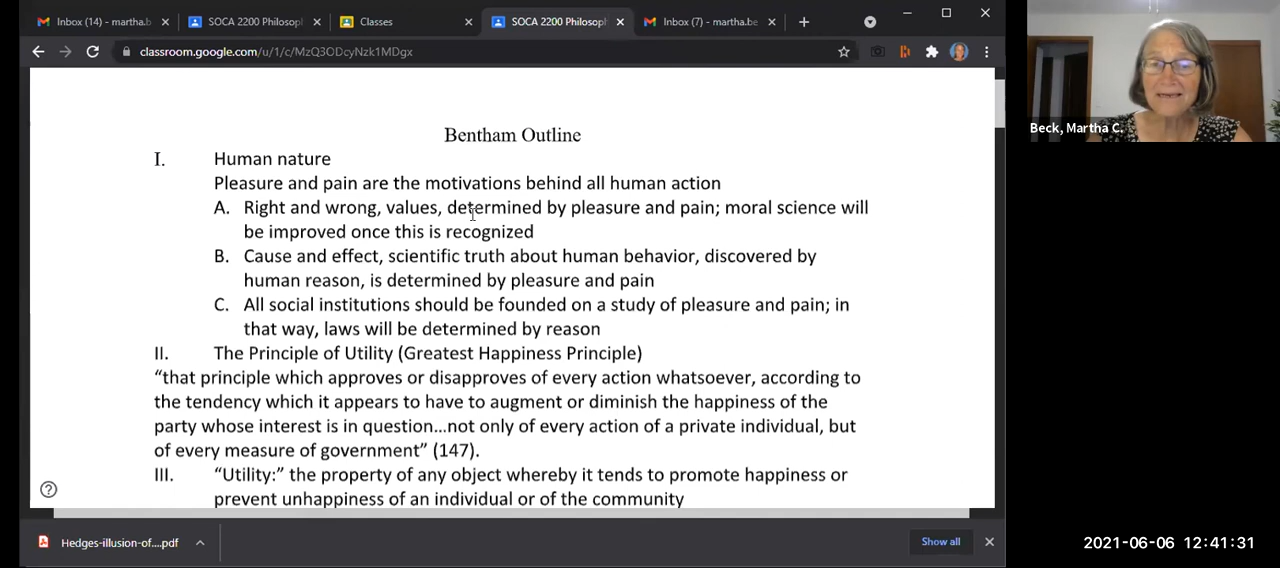 Inbox (14) - martha.b
SOCA 2200 Philosoph
Classes
SOCA 2200 Philosoph
Inbox (7) - martha.be
classroom.google.com/u/1/c/MzQ3ODcyNzk1MDgx
Beck, Martha C.
Bentham Outline
I. Human nature
Pleasure and pain are the motivations behind all human action
A. Right and wrong, values, determined by pleasure and pain; moral science will
be improved once this is recognized
B. Cause and effect, scientific truth about human behavior, discovered by
human reason, is determined by pleasure and pain
C. All social institutions should be founded on a study of pleasure and pain; in
that way, laws will be determined by reason
II. The Principle of Utility (Greatest Happiness Principle)
“that principle which approves or disapproves of every action whatsoever, according to
the tendency which it appears to have to augment or diminish the happiness of the
party whose interest is in question…not only of every action of a private individual, but
of every measure of government” (147).
III. “Utility:” the property of any object whereby it tends to promote happiness or
prevent unhappiness of an individual or of the community
Hedges-illusion-of....pdf
Show all
2021-06-06 12:41:31